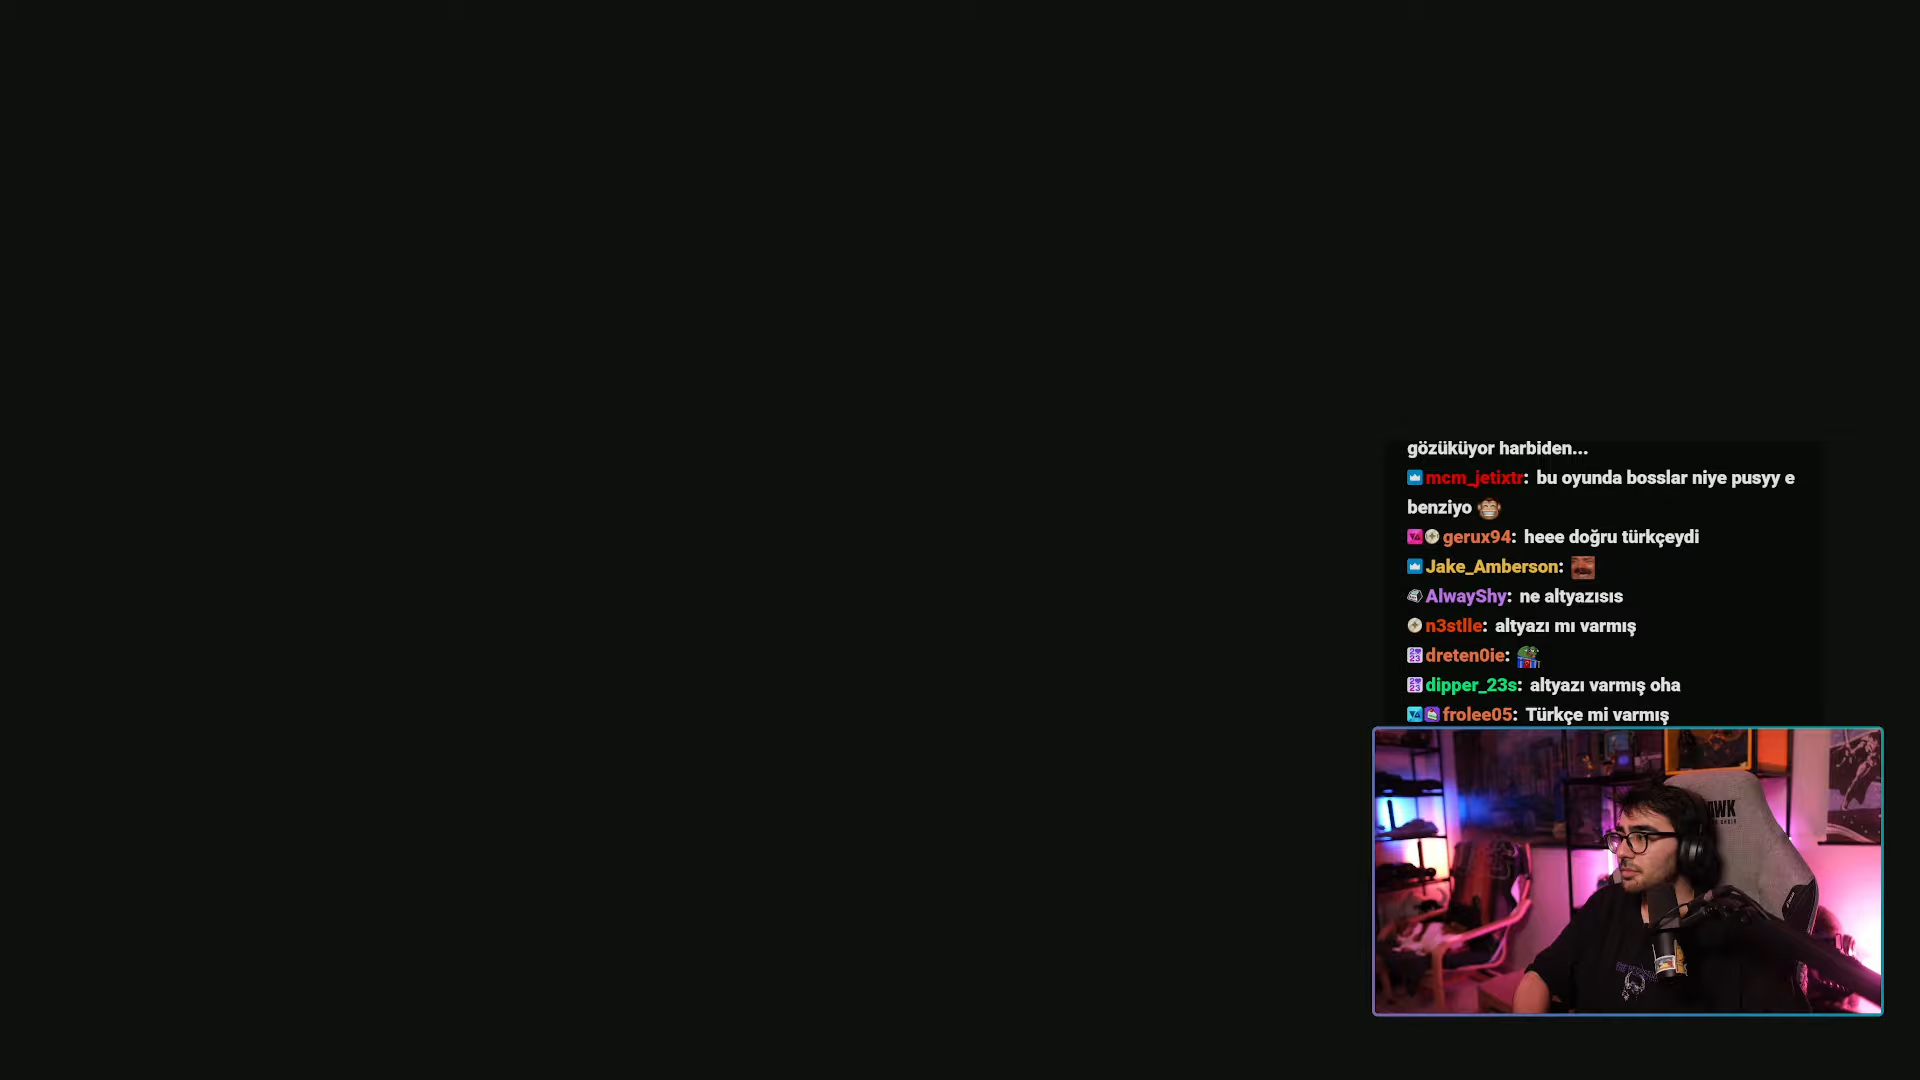 gözüküyor harbiden...
mcm_jetixtr: bu oyunda bosslar niye pusyy e
benziyo
gerux94: heee doğru türkçeydi
Jake_Amberson:
AlwayShy: ne altyazısıs
n3stlle: altyazı mı varmış
dreten0ie:
dipper_23s: altyazı varmış oha
frolee05: Türkçe mi varmış
AWK